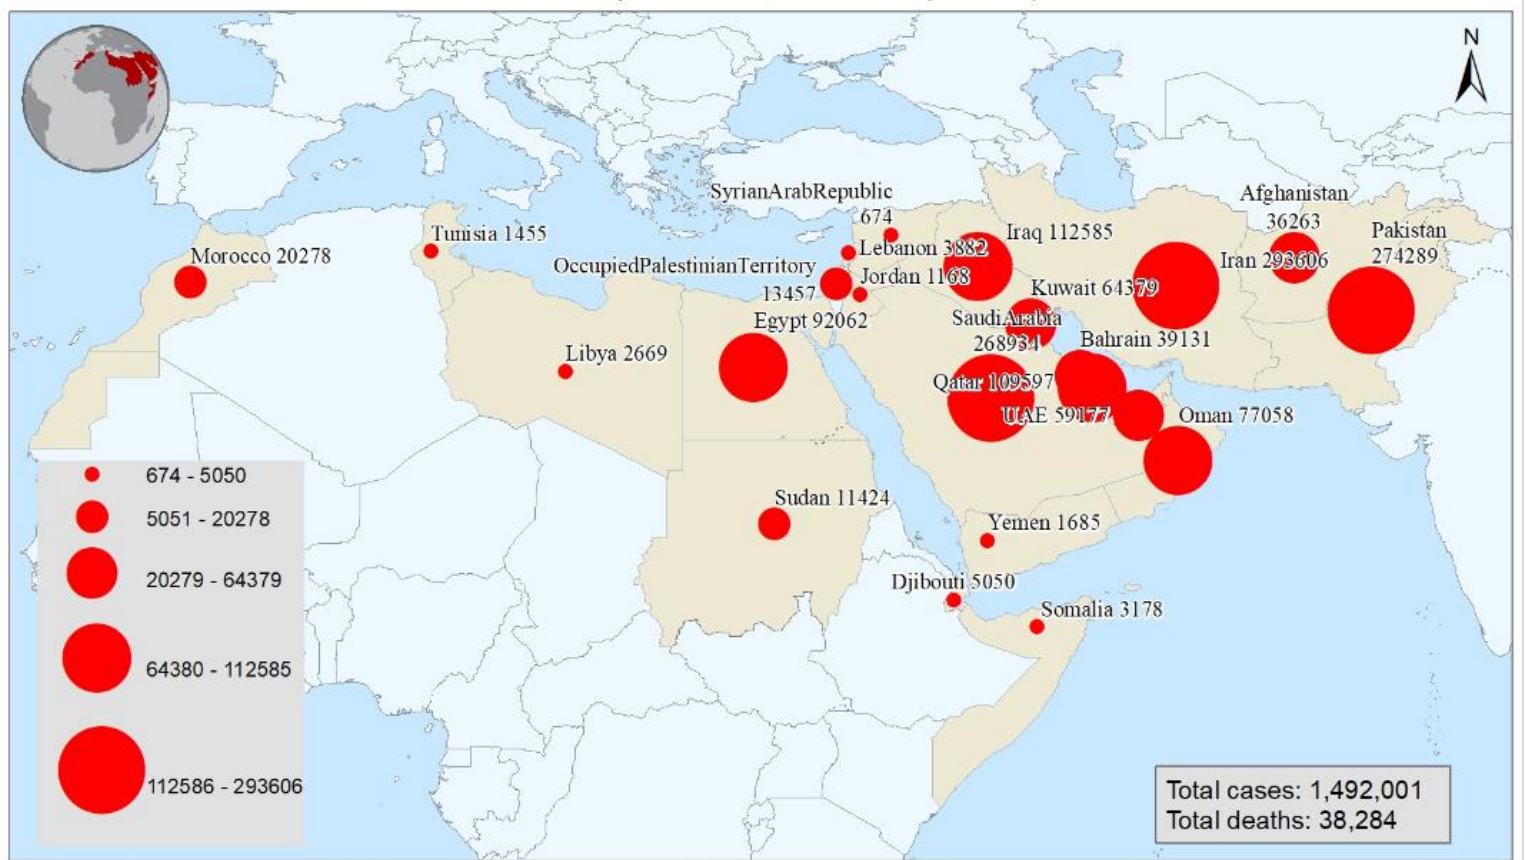 N
SyrianArabRepublic
674
Afghanistan
36263
Pakistan
274289
Tunisia 1455
Iraq 112585
Morocco 20278
Lebanon 3882
Iran 293606
OccupiedPalestinianTerritory
13457
Jordan 1168
Kuwait 64379
Egypt 92062
SaudiArabia
268934
Bahrain 39131
Libya 2669
Qatar 109597
UAE 59177
Oman 77058
Sudan 11424
Yemen 1685
Djibouti 5050
Somalia 3178
674 - 5050
5051 - 20278
20279 - 64379
64380 - 112585
112586 - 293606
Total cases: 1,492,001
Total deaths: 38,284